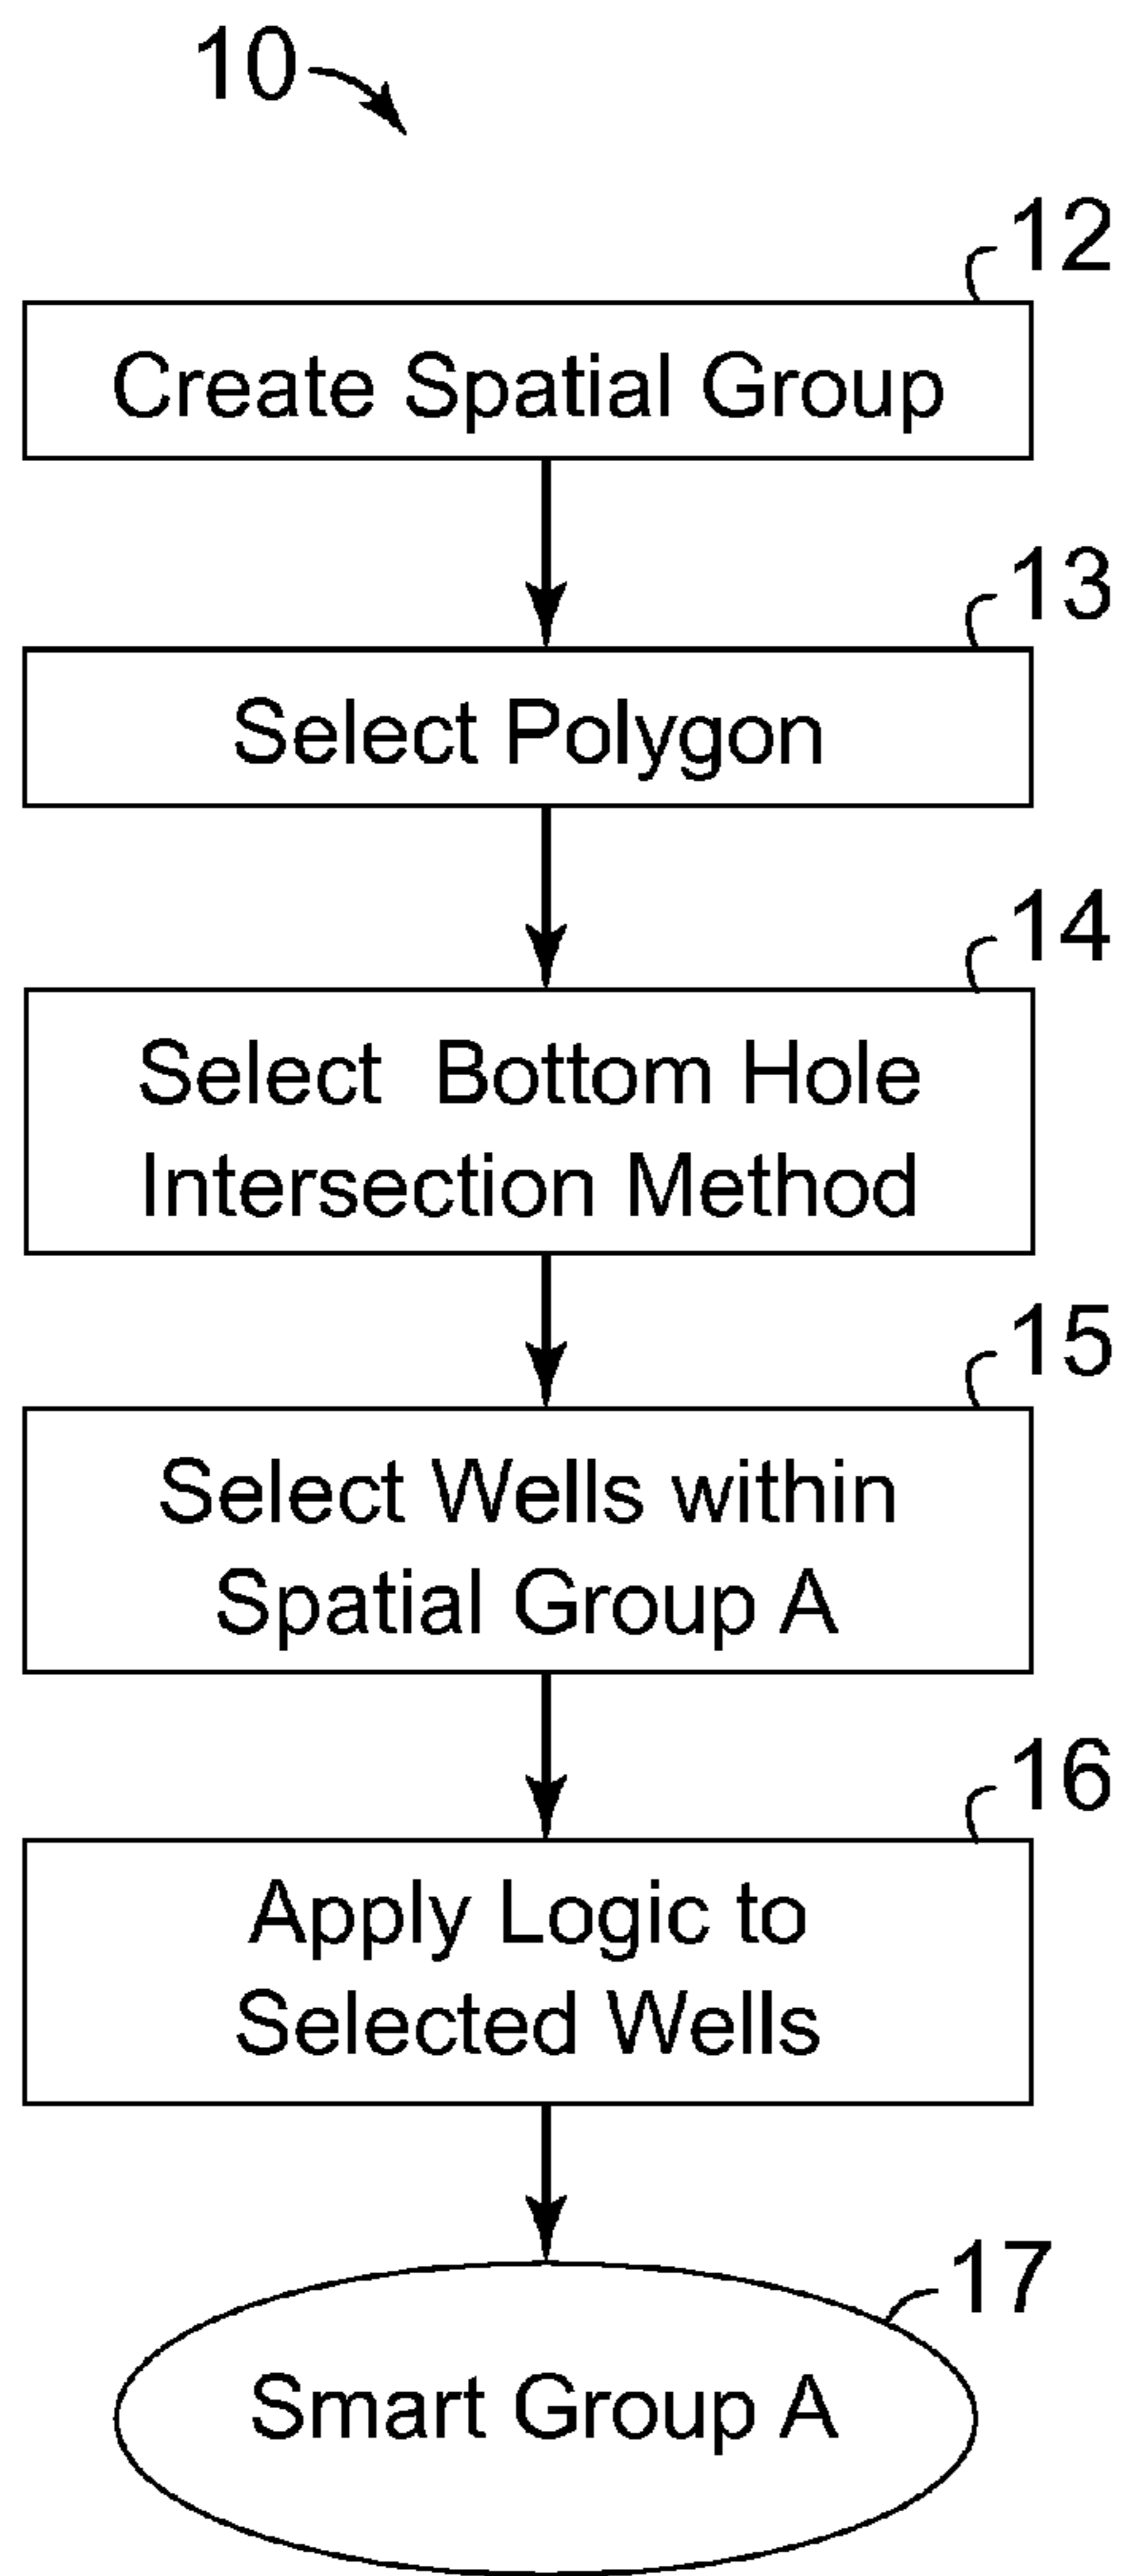 10
12
Create Spatial Group
13
Select Polygon
14
Select Bottom Hole
Intersection Method
15
Select Wells within
Spatial Group A
16
Apply Logic to
Selected Wells
17
Smart Group A